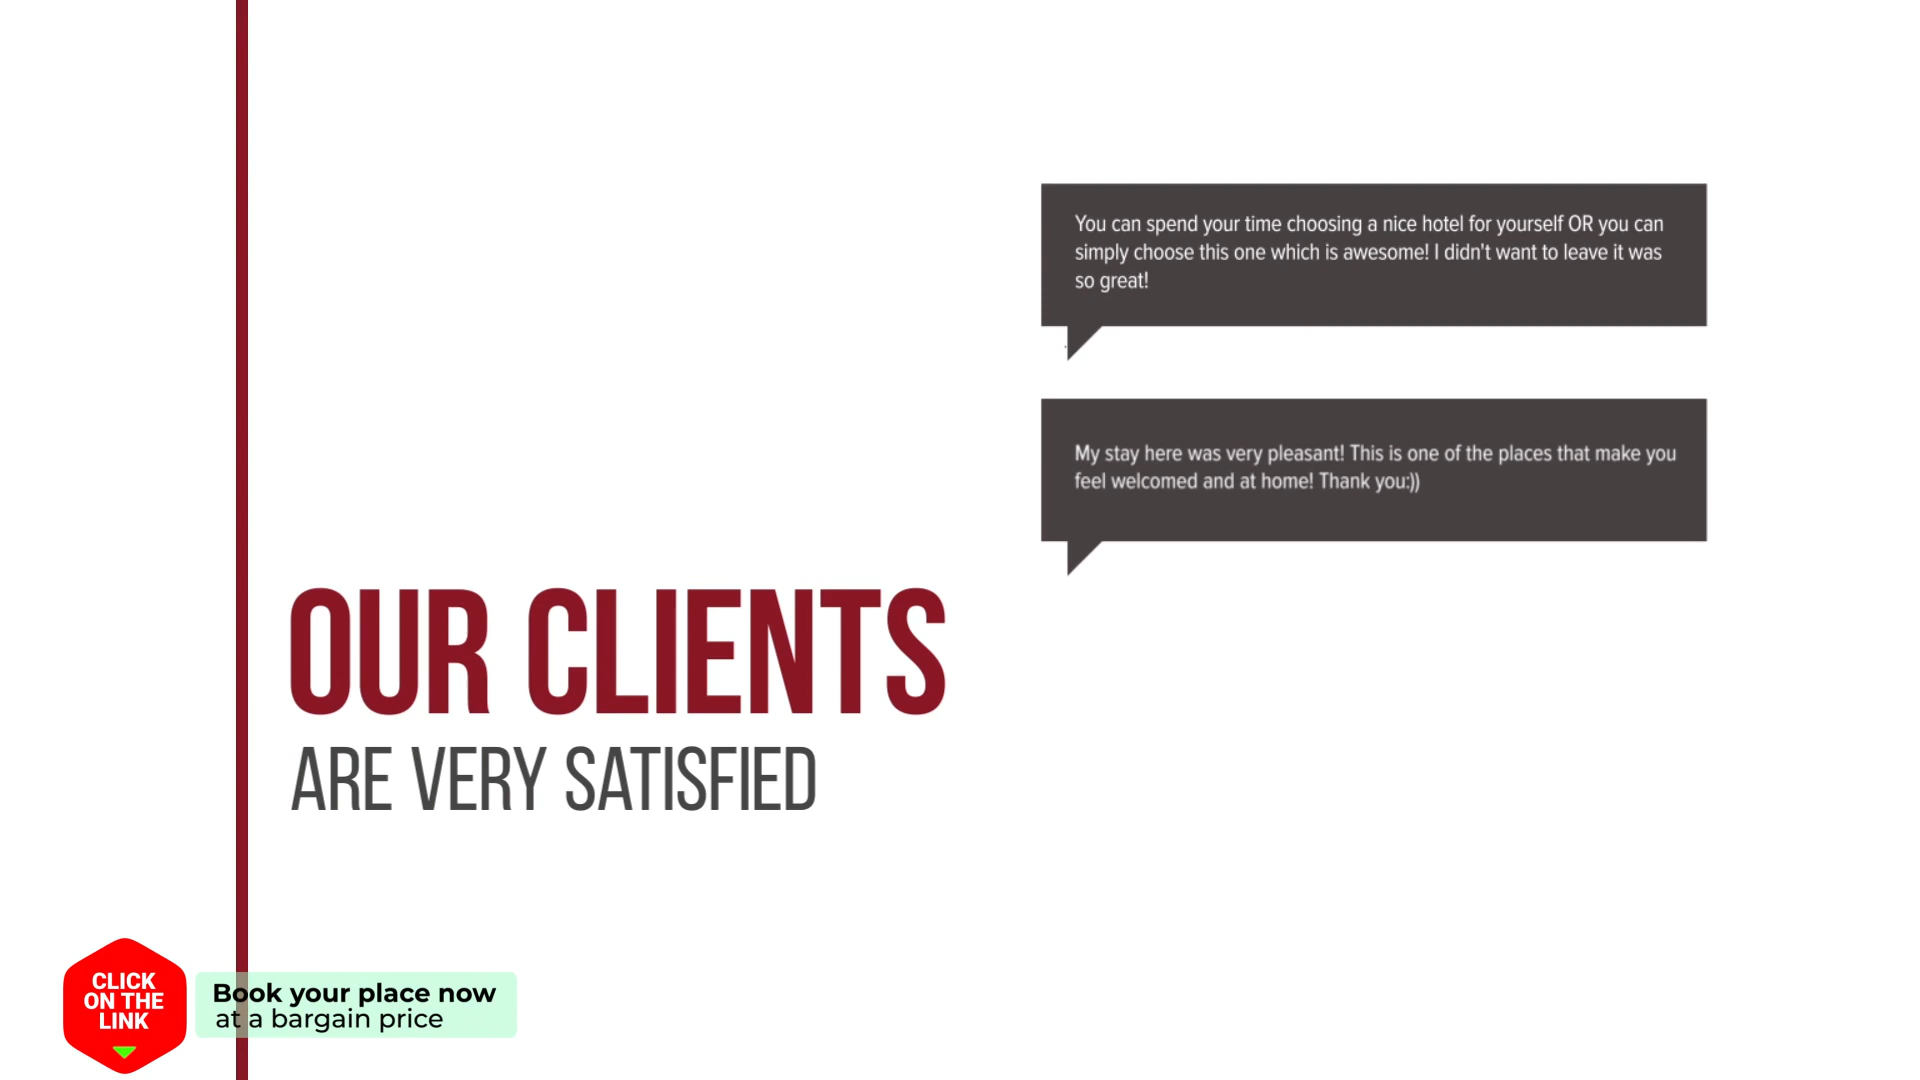 You can spend your time choosing a nice hotel for yourself OR you can
simply choose this one which is awesome! I didn't want to leave it was
so great!
My stay here was very pleasant! This is one of the places that make you
feel welcomed and at home! Thank you:))
OUR CLIENTS
ARE VERY SATISFIED
CLICK
ON THE
LINK
Book your place now
at a bargain price